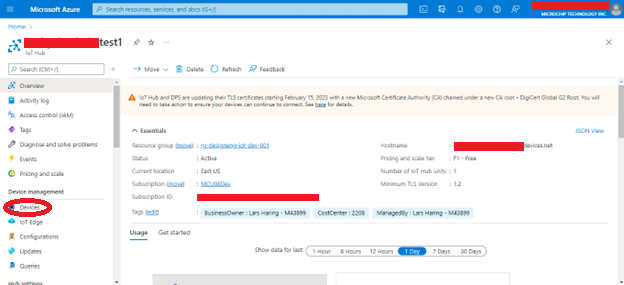 Microsoft Azure
Search resources, services, and docs (G+/)
MICROCHIP TECHNOLOGY INC.
Home >
test1
IoT Hub
Search (Ctrl+/)
Move
Delete
Refresh
Feedback
Overview
Activity log
Access control (IAM)
Tags
Diagnose and solve problems
Events
Pricing and scale
Device management
Devices
IoT Edge
Configurations
Updates
Queries
Hub settings
IoT Hub and DPS are updating their TLS certificates starting February 15, 2023 with a new Microsoft Certificate Authority (CA) chained under a new CA root – DigiCert Global G2 Root. You will
need to take action to ensure your devices can continue to connect. See here for details.
Essentials
JSON View
Resource group (move) : rg-designeng-iot-dev-001
Status : Active
Current location : East US
Subscription (move) : MCU08Dev
Subscription ID :
Hostname : devices.net
Pricing and scale tier : F1 - Free
Number of IoT Hub units : 1
Minimum TLS Version : 1.2
Tags (edit) : BusinessOwner : Lars Haring - M43899 CostCenter : 2208 ManagedBy : Lars Haring - M43899
Usage
Get started
Show data for last: 1 Hour 6 Hours 12 Hours 1 Day 7 Days 30 Days